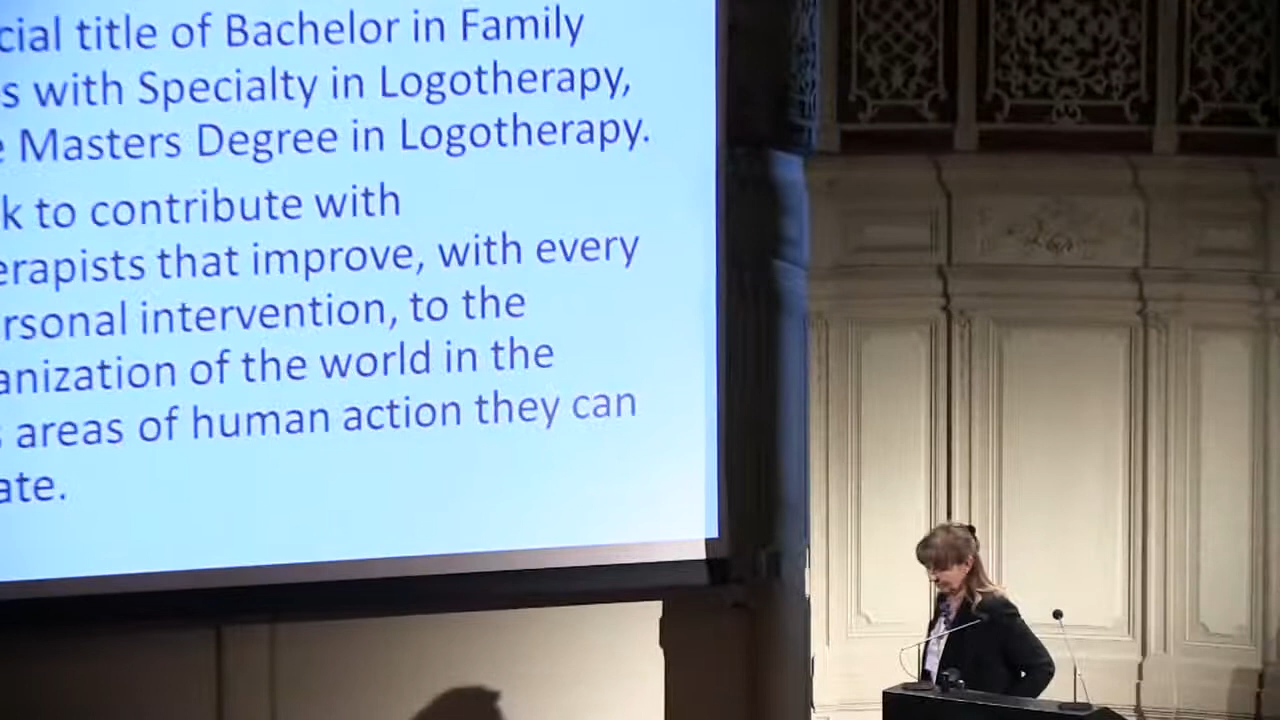 cial title of Bachelor in Family
s with Specialty in Logotherapy,
e Masters Degree in Logotherapy.
k to contribute with
erapists that improve, with every
rsonal intervention, to the
anization of the world in the
s areas of human action they can
ate.